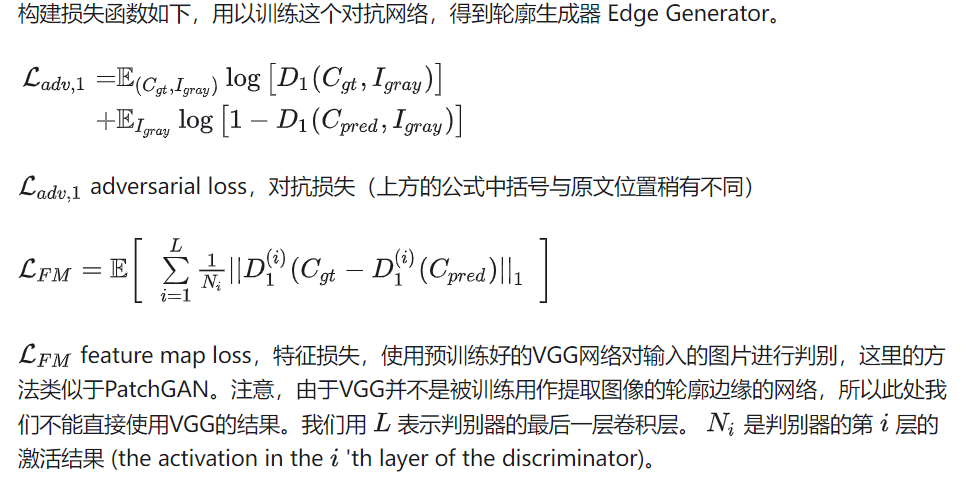 构建损失函数如下，用以训练这个对抗网络，得到轮廓生成器 Edge Generator。
$\mathcal{L}_{adv,1} = \mathbb{E}_{(C_{gt}, I_{gray})} \log [D_1(C_{gt}, I_{gray})]$
$+ \mathbb{E}_{I_{gray}} \log [1 - D_1(C_{pred}, I_{gray})]$
$\mathcal{L}_{adv,1}$ adversarial loss，对抗损失（上方的公式中括号与原文位置稍有不同）
$\mathcal{L}_{FM} = \mathbb{E} \left[ \sum_{i=1}^{L} \frac{1}{N_i} || D_1^{(i)}(C_{gt} - D_1^{(i)}(C_{pred}) ||_1 \right]$
$\mathcal{L}_{FM}$ feature map loss，特征损失，使用预训练好的VGG网络对输入的图片进行判别，这里的方
法类似于PatchGAN。注意，由于VGG并不是被训练用作提取图像的轮廓边缘的网络，所以此处我
们不能直接使用VGG的结果。我们用 $L$ 表示判别器的最后一层卷积层。 $N_i$ 是判别器的第 $i$ 层的
激活结果 (the activation in the $i$ 'th layer of the discriminator)。